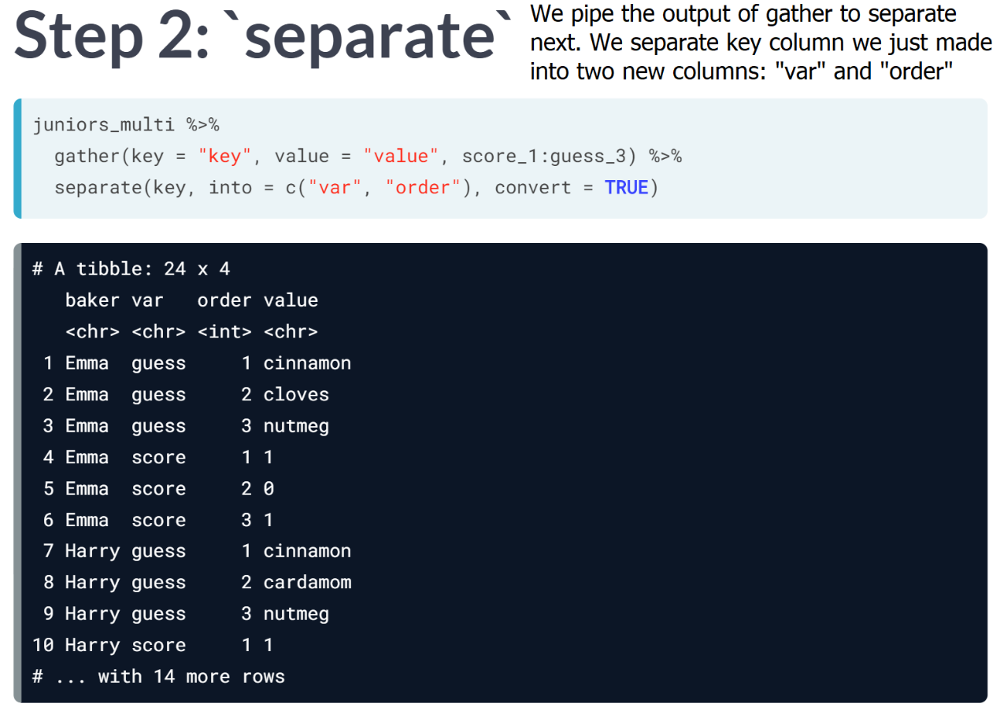 Step 2: `separate`
We pipe the output of gather to separate
next. We separate key column we just made
into two new columns: "var" and "order"
juniors_multi %>%
  gather(key = "key", value = "value", score_1:guess_3) %>%
  separate(key, into = c("var", "order"), convert = TRUE)
# A tibble: 24 x 4
   baker var   order value
   <chr> <chr> <int> <chr>
 1 Emma  guess     1 cinnamon
 2 Emma  guess     2 cloves
 3 Emma  guess     3 nutmeg
 4 Emma  score     1 1
 5 Emma  score     2 0
 6 Emma  score     3 1
 7 Harry guess     1 cinnamon
 8 Harry guess     2 cardamom
 9 Harry guess     3 nutmeg
10 Harry score     1 1
# ... with 14 more rows